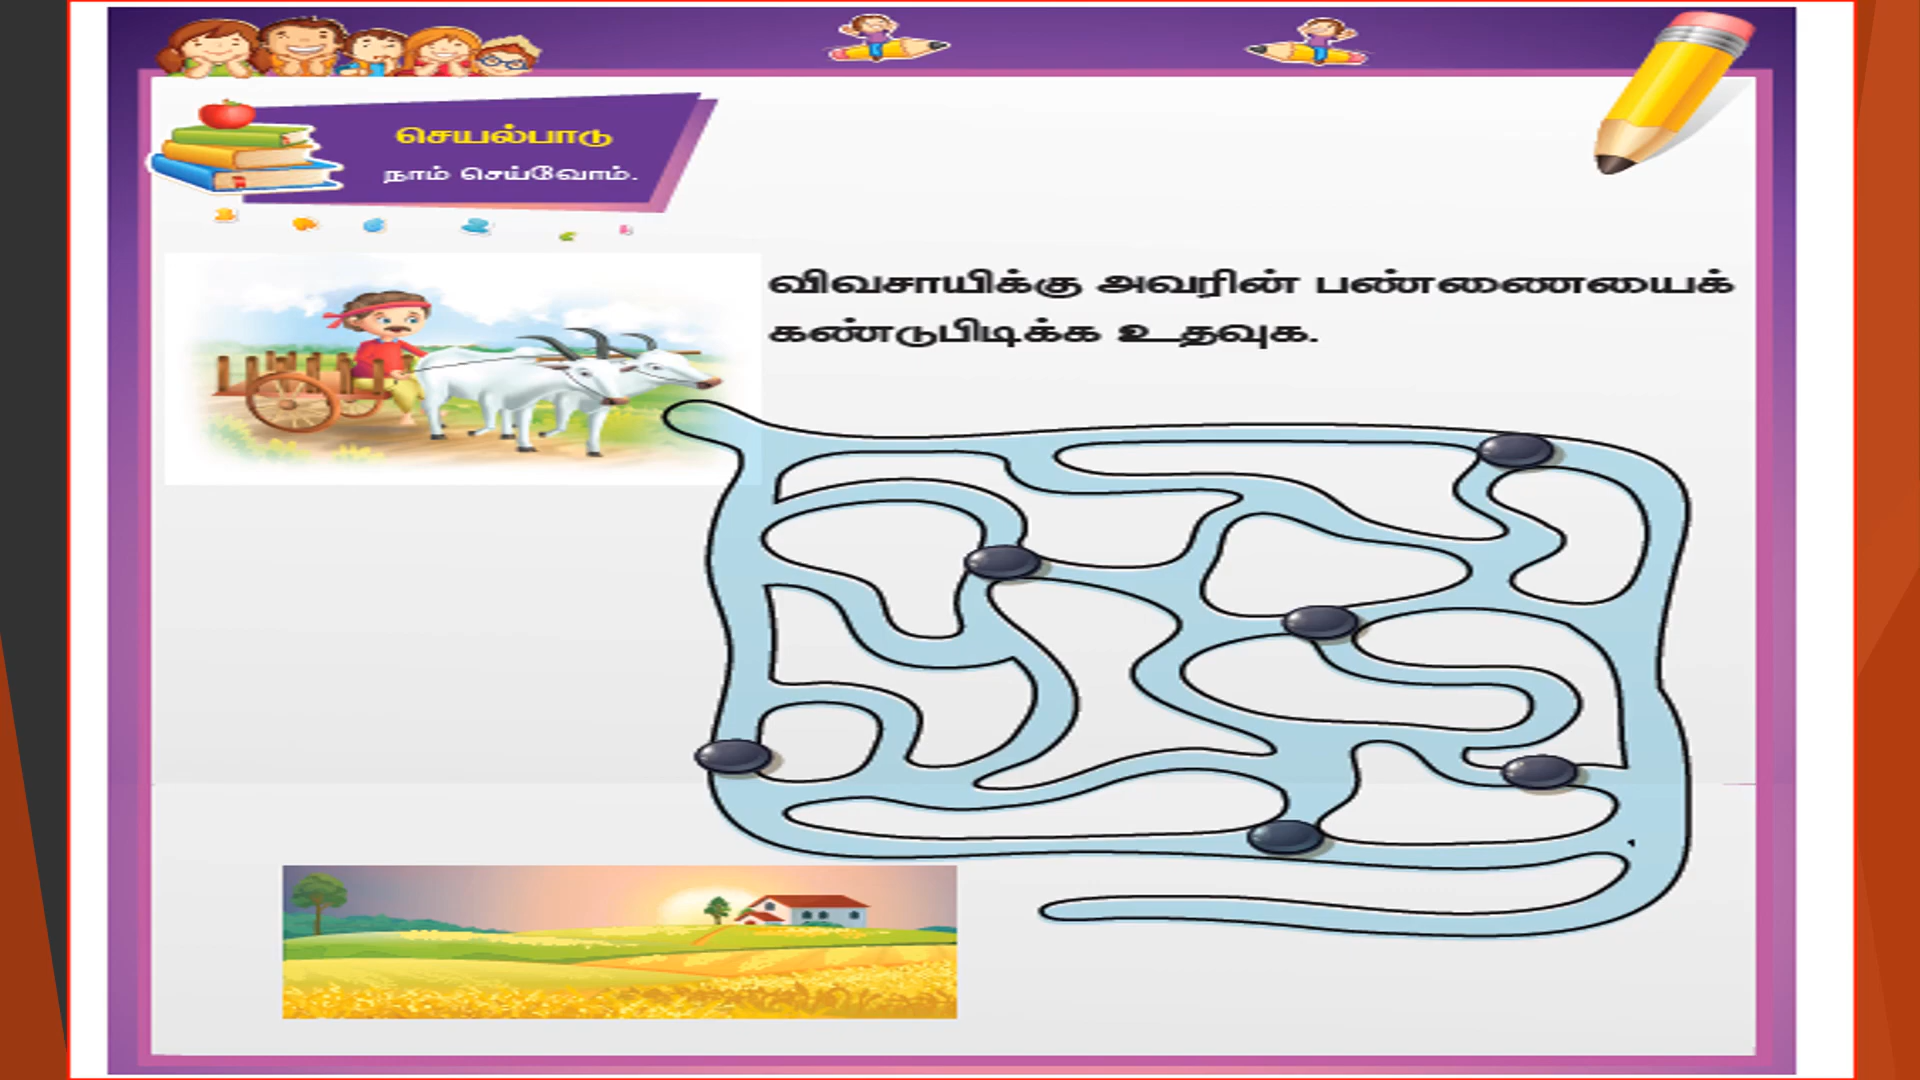 செயல்பாடு
நாம் செய்வோம்.
விவசாயிக்கு அவரின் பண்ணையைக்
கண்டுபிடிக்க உதவுக.